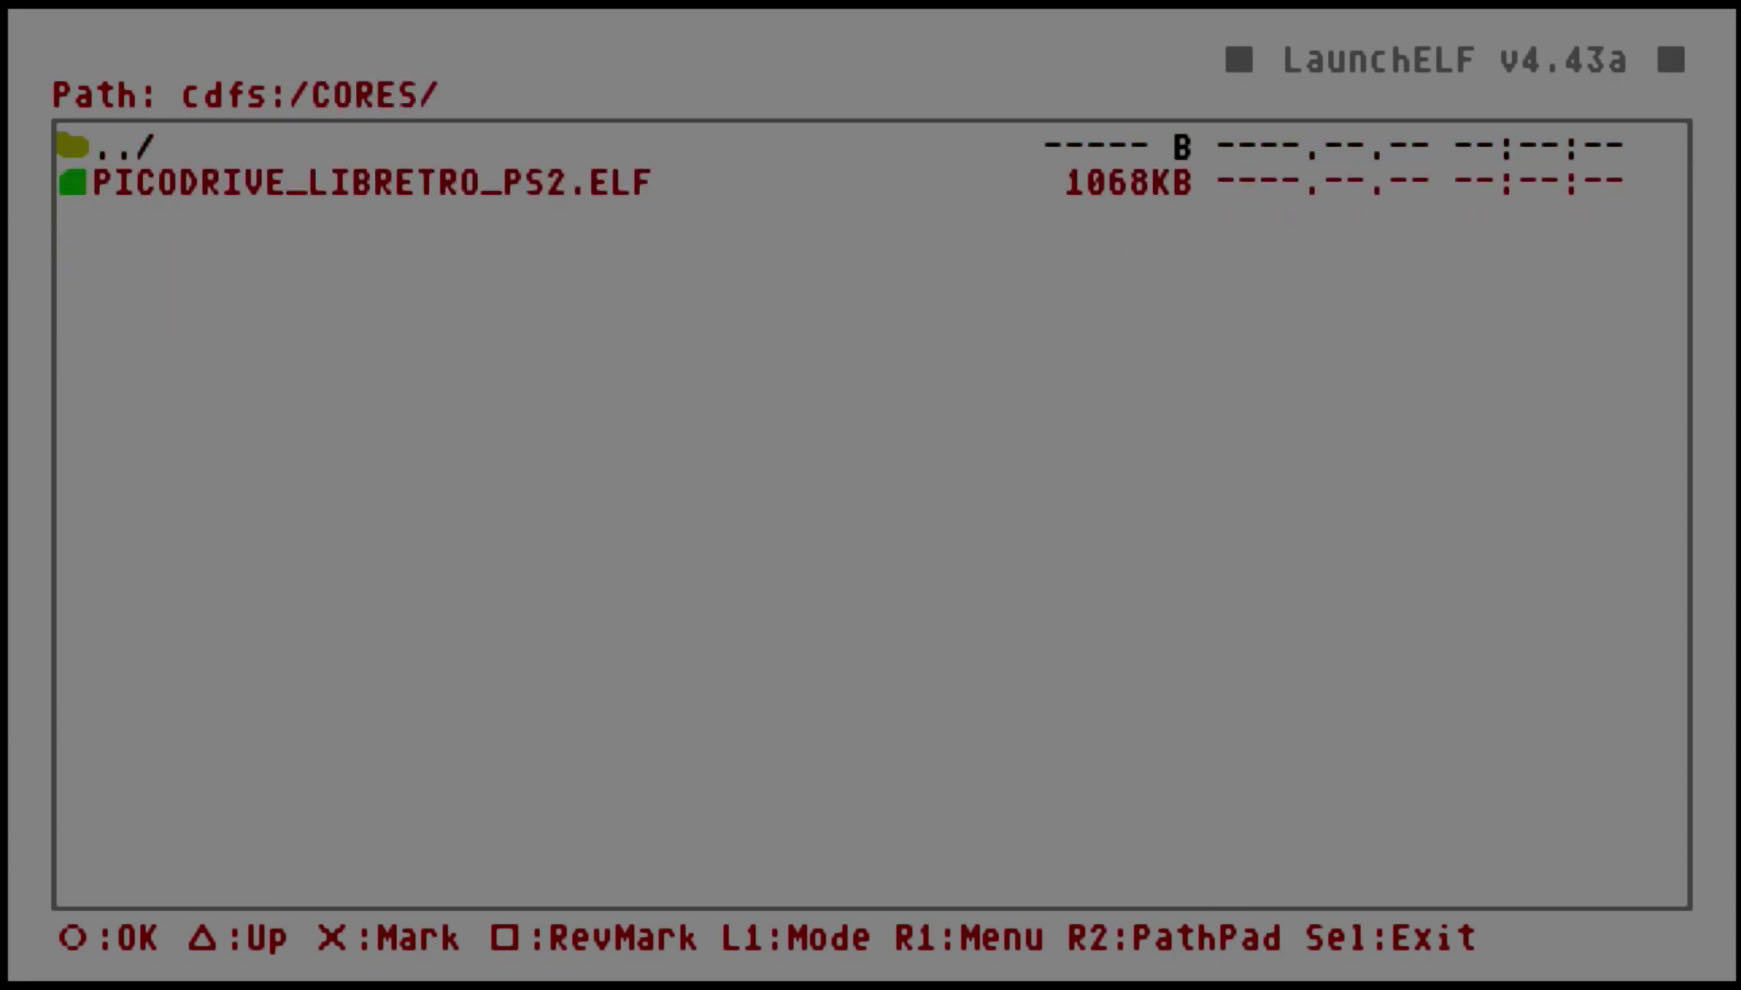 ■ LaunchELF v4.43a ■
Path: cdfs:/CORES/
../ ----- B ----.--.-- --:--:--
PICODRIVE_LIBRETRO_PS2.ELF 1068KB ----.--.-- --:--:--
○:OK △:Up ×:Mark □:RevMark L1:Mode R1:Menu R2:PathPad Sel:Exit